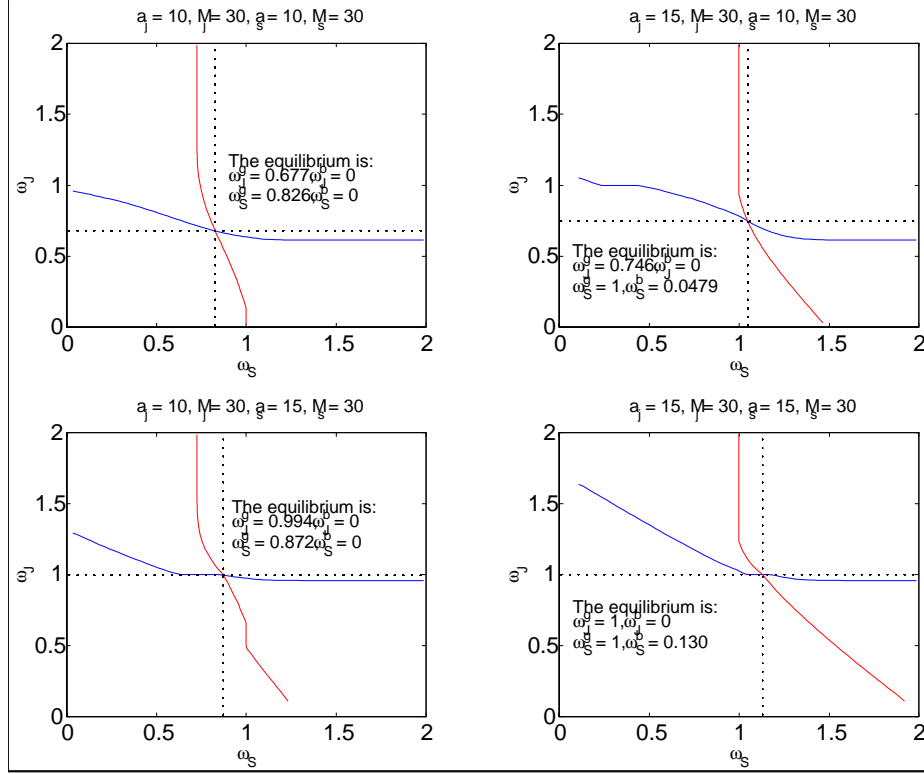 a_j = 10, M_j = 30, a_s = 10, M_s = 30
2
1.5
1
0.5
0
ω_J
The equilibrium is:
ω_J^g = 0.677, ω_J^b = 0
ω_S^g = 0.826, ω_S^b = 0
0 0.5 1 1.5 2
ω_S
a_j = 15, M_j = 30, a_s = 10, M_s = 30
2
1.5
1
0.5
0
ω_J
The equilibrium is:
ω_J^g = 0.746, ω_J^b = 0
ω_S^g = 1, ω_S^b = 0.0479
0 0.5 1 1.5 2
ω_S
a_j = 10, M_j = 30, a_s = 15, M_s = 30
2
1.5
1
0.5
0
ω_J
The equilibrium is:
ω_J^g = 0.994, ω_J^b = 0
ω_S^g = 0.872, ω_S^b = 0
0 0.5 1 1.5 2
ω_S
a_j = 15, M_j = 30, a_s = 15, M_s = 30
2
1.5
1
0.5
0
ω_J
The equilibrium is:
ω_J^g = 1, ω_J^b = 0
ω_S^g = 1, ω_S^b = 0.130
0 0.5 1 1.5 2
ω_S